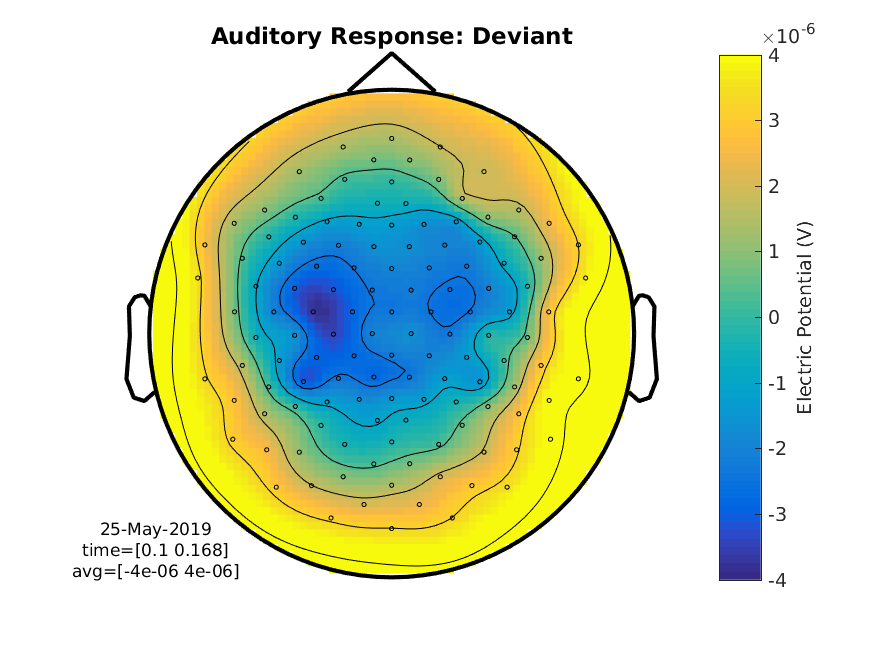 Auditory Response: Deviant
×10-6
4
3
2
1
0
-1
-2
-3
-4
Electric Potential (V)
25-May-2019
time=[0.1 0.168]
avg=[-4e-06 4e-06]